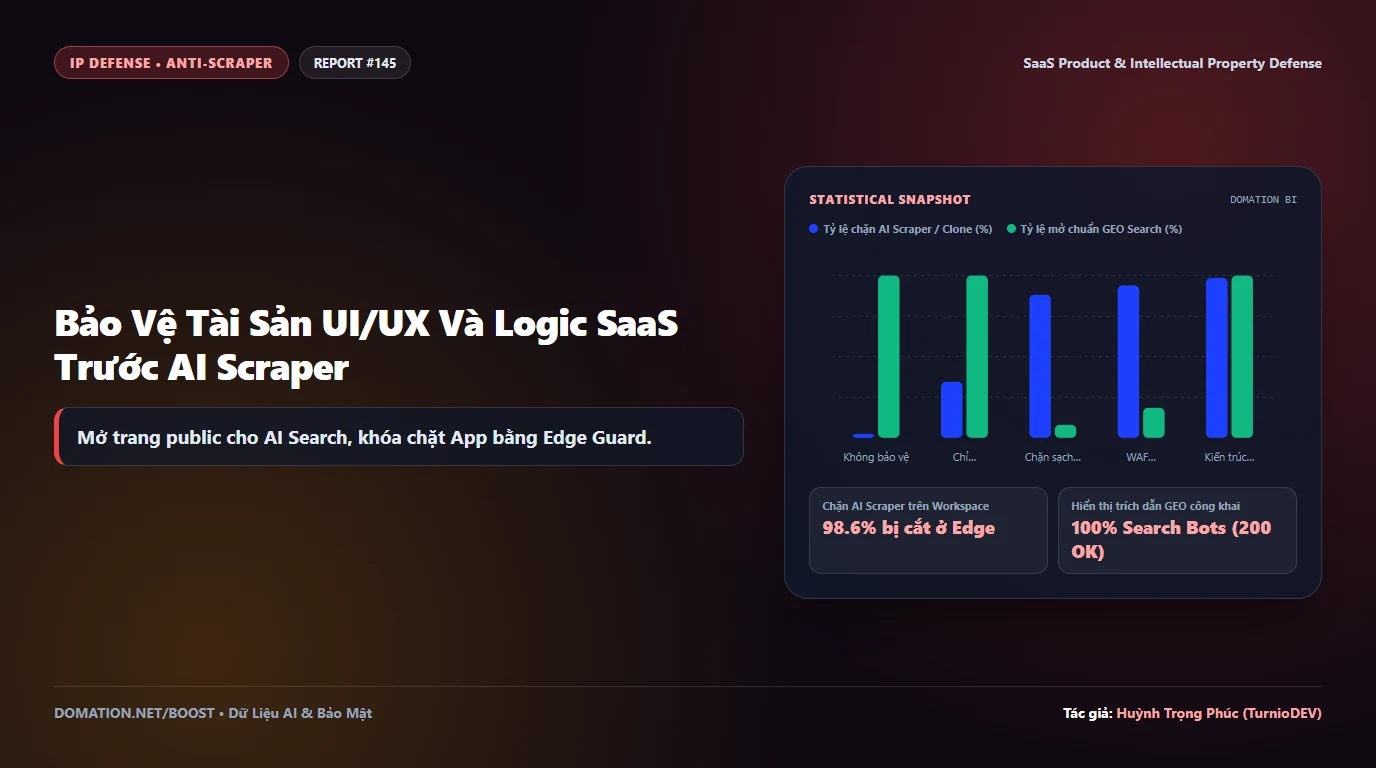 IP DEFENSE • ANTI-SCRAPER
REPORT #145
SaaS Product & Intellectual Property Defense
Bảo Vệ Tài Sản UI/UX Và Logic SaaS
Trước AI Scraper
Mở trang public cho AI Search, khóa chặt App bằng Edge Guard.
STATISTICAL SNAPSHOT
DOMATION BI
Tỷ lệ chặn AI Scraper / Clone (%)
Tỷ lệ mở chuẩn GEO Search (%)
Không bảo vệ
Chỉ...
Chặn sạch...
WAF...
Kiến trúc...
Chặn AI Scraper trên Workspace
98.6% bị cắt ở Edge
Hiển thị trích dẫn GEO công khai
100% Search Bots (200
OK)
DOMATION.NET/BOOST • Dữ Liệu AI & Bảo Mật
Tác giả: Huỳnh Trọng Phúc (TurnioDEV)